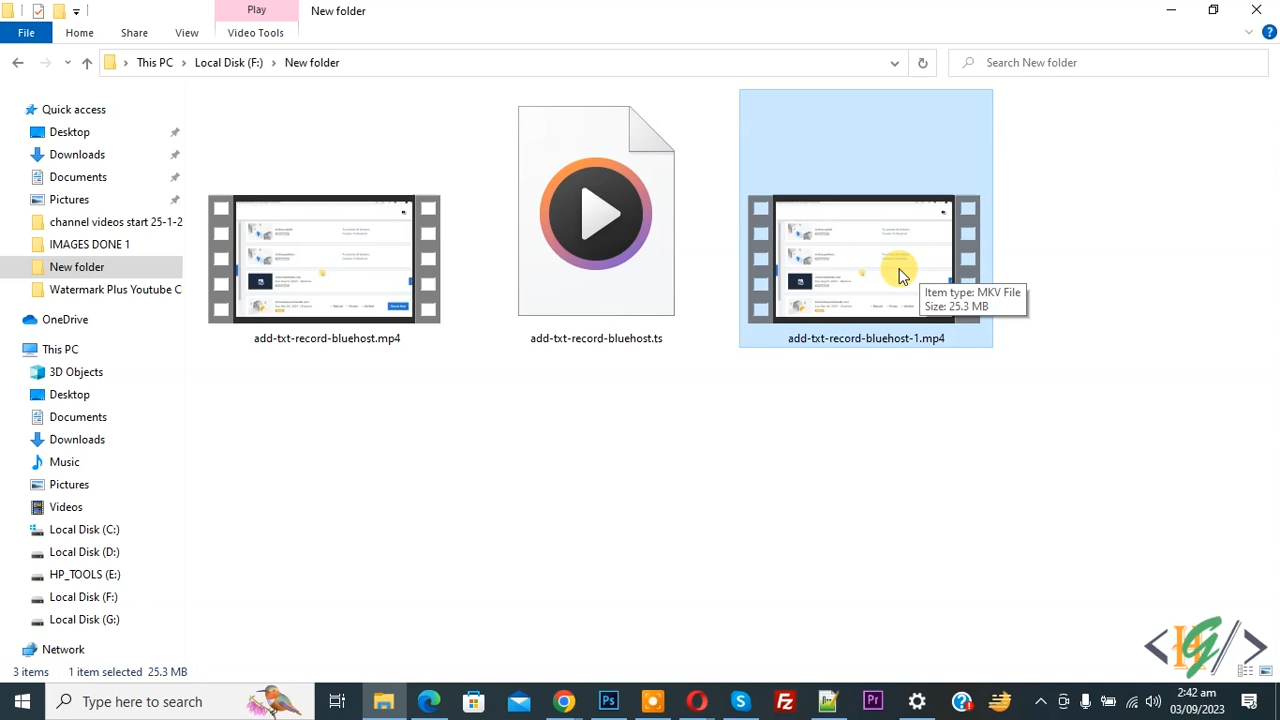 Play
New folder
File
Home
Share
View
Video Tools
This PC
Local Disk (F:)
New folder
Search New folder
Quick access
Desktop
Downloads
Documents
Pictures
channel videos start 25-1-2
IMAGES DONE
New folder
Watermark PNG Youtube C
OneDrive
This PC
3D Objects
Desktop
Documents
Downloads
Music
Pictures
Videos
Local Disk (C:)
Local Disk (D:)
HP_TOOLS (E:)
Local Disk (F:)
Local Disk (G:)
Network
add-txt-record-bluehost.mp4
add-txt-record-bluehost.ts
add-txt-record-bluehost-1.mp4
Item type: MKV File
Size: 25.3 MB
3 items
1 item selected 25.3 MB
Type here to search
Ps
Fz
Pr
2:42 am
03/09/2023